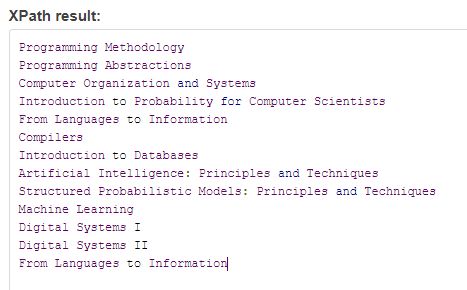 XPath result:
Programming Methodology
Programming Abstractions
Computer Organization and Systems
Introduction to Probability for Computer Scientists
From Languages to Information
Compilers
Introduction to Databases
Artificial Intelligence: Principles and Techniques
Structured Probabilistic Models: Principles and Techniques
Machine Learning
Digital Systems I
Digital Systems II
From Languages to Information